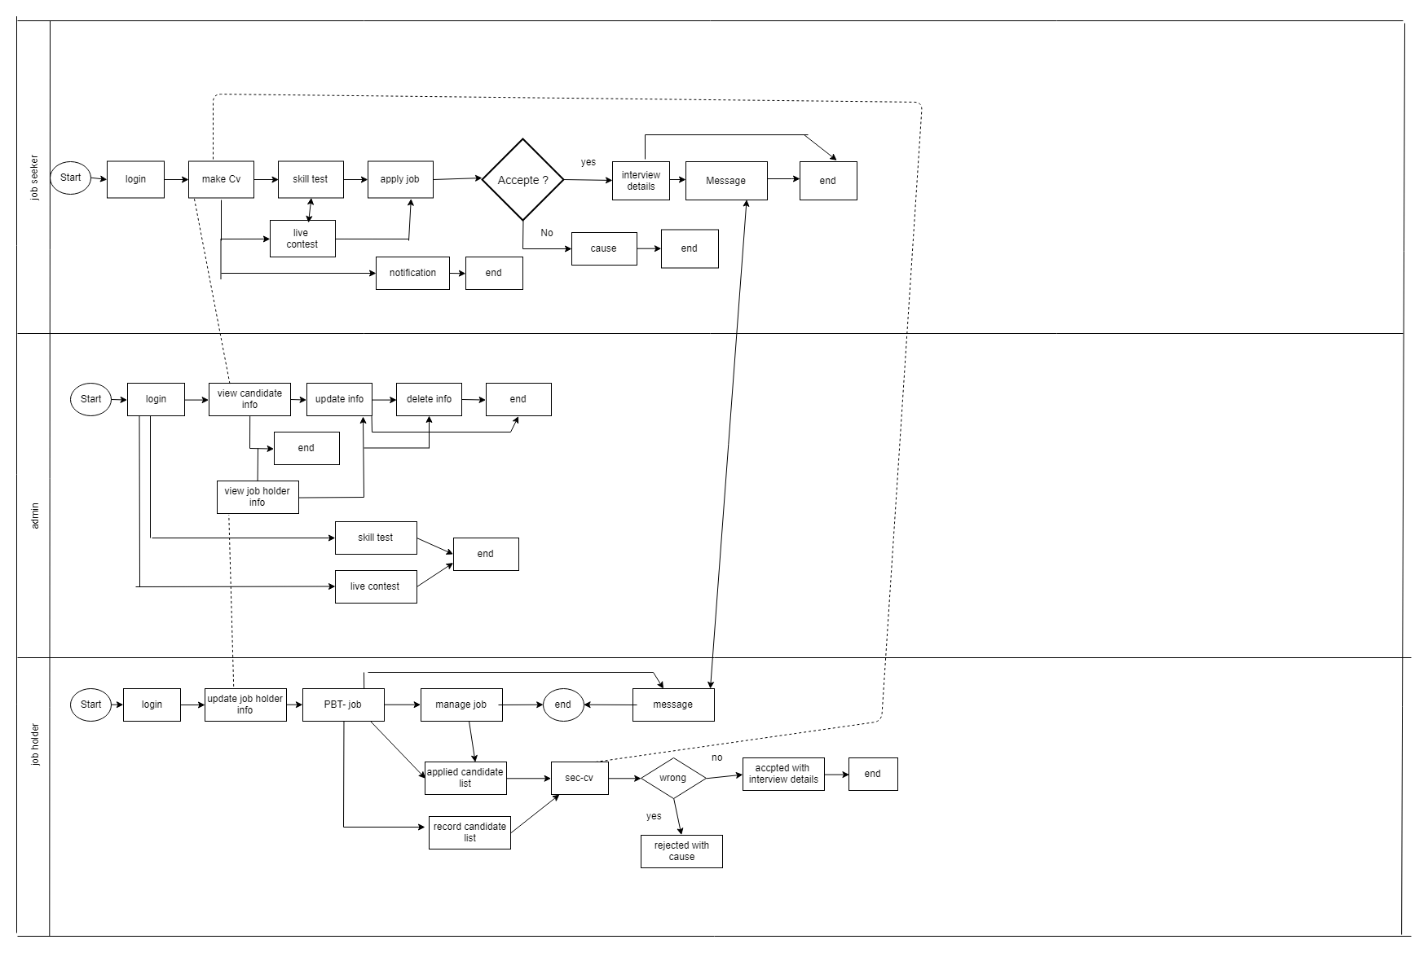 job seeker
Start
login
make Cv
skill test
apply job
Accepte ?
yes
interview
details
Message
end
live
contest
No
cause
end
notification
end
admin
Start
login
view candidate
info
update info
delete info
end
end
view job holder
info
skill test
end
live contest
job holder
Start
login
update job holder
info
PBT- job
manage job
end
message
applied candidate
list
sec-cv
wrong
no
accpted with
interview details
end
yes
record candidate
list
rejected with
cause